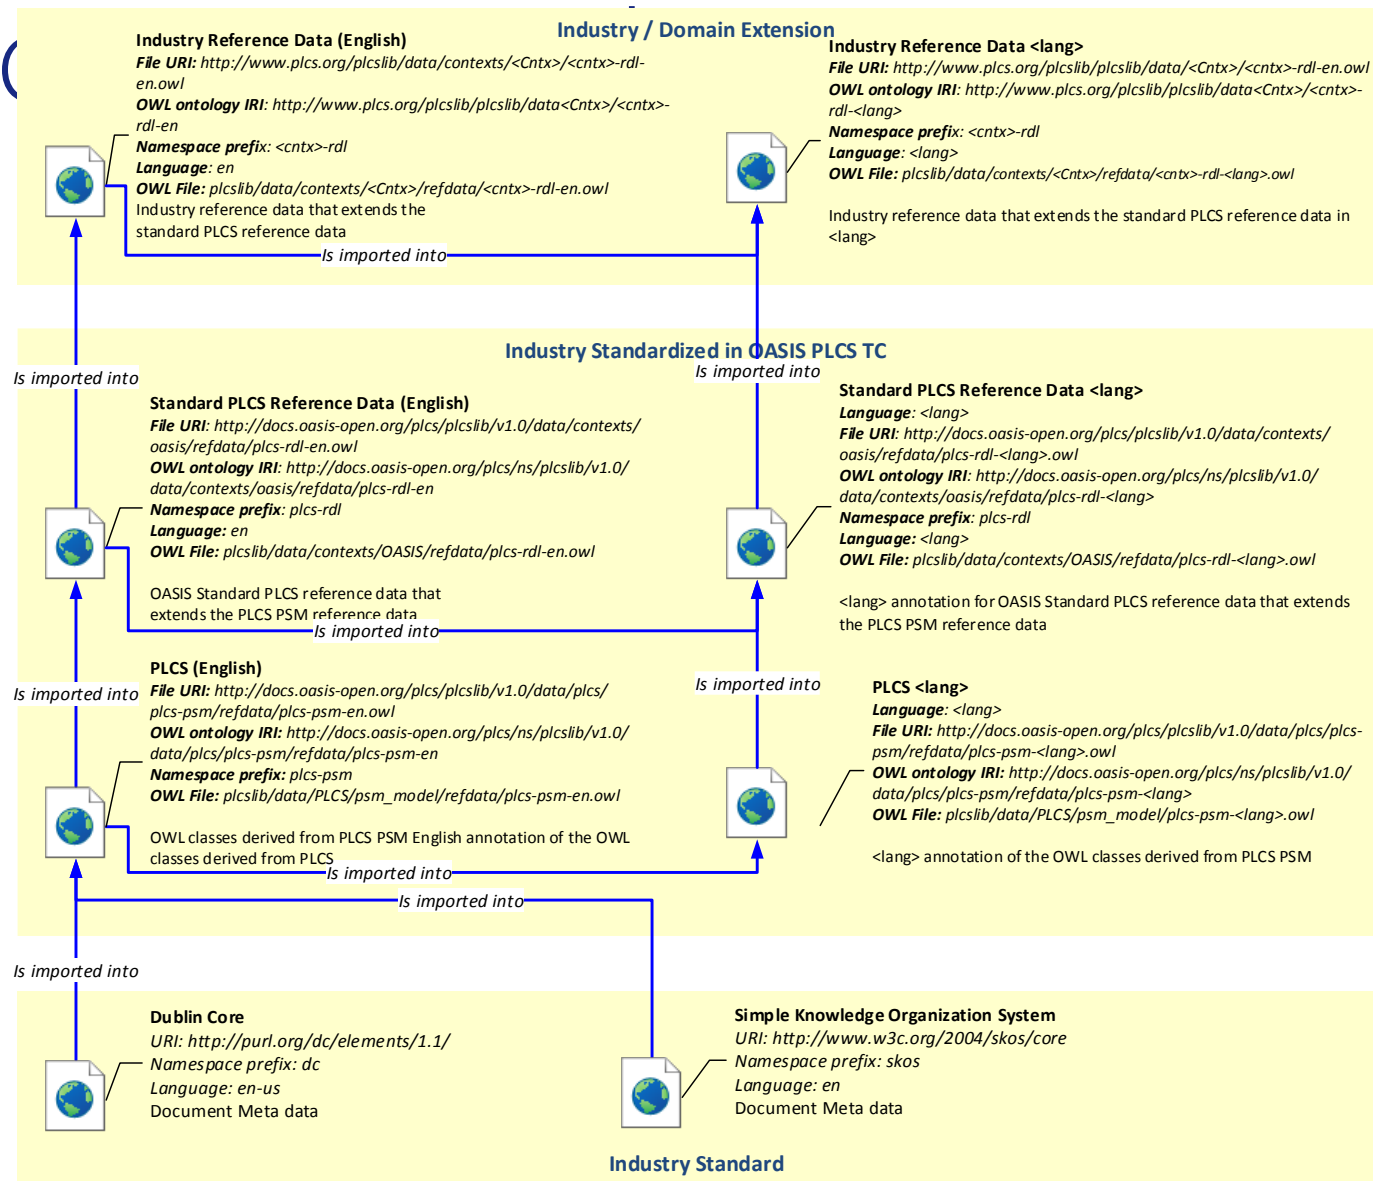 Industry / Domain Extension
Industry Reference Data (English)
File URI: http://www.plcs.org/plcslib/data/contexts/<Cntx>/<cntx>-rdl-
en.owl
OWL ontology IRI: http://www.plcs.org/plcslib/plcslib/data<Cntx>/<cntx>-
rdl-en
Namespace prefix: <cntx>-rdl
Language: en
OWL File: plcslib/data/contexts/<Cntx>/refdata/<cntx>-rdl-en.owl
Industry reference data that extends the
standard PLCS reference data
Industry Reference Data <lang>
File URI: http://www.plcs.org/plcslib/plcslib/data/<Cntx>/<cntx>-rdl-en.owl
OWL ontology IRI: http://www.plcs.org/plcslib/plcslib/data<Cntx>/<cntx>-
rdl-<lang>
Namespace prefix: <cntx>-rdl
Language: <lang>
OWL File: plcslib/data/contexts/<Cntx>/refdata/<cntx>-rdl-<lang>.owl
Industry reference data that extends the standard PLCS reference data in
<lang>
Is imported into
Industry Standardized in OASIS PLCS TC
Is imported into
Is imported into
Standard PLCS Reference Data (English)
File URI: http://docs.oasis-open.org/plcs/plcslib/v1.0/data/contexts/
oasis/refdata/plcs-rdl-en.owl
OWL ontology IRI: http://docs.oasis-open.org/plcs/ns/plcslib/v1.0/
data/contexts/oasis/refdata/plcs-rdl-en
Namespace prefix: plcs-rdl
Language: en
OWL File: plcslib/data/contexts/OASIS/refdata/plcs-rdl-en.owl
OASIS Standard PLCS reference data that
extends the PLCS PSM reference data
Standard PLCS Reference Data <lang>
Language: <lang>
File URI: http://docs.oasis-open.org/plcs/plcslib/v1.0/data/contexts/
oasis/refdata/plcs-rdl-<lang>.owl
OWL ontology IRI: http://docs.oasis-open.org/plcs/ns/plcslib/v1.0/
data/contexts/oasis/refdata/plcs-rdl-<lang>
Namespace prefix: plcs-rdl
Language: <lang>
OWL File: plcslib/data/contexts/OASIS/refdata/plcs-rdl-<lang>.owl
<lang> annotation for OASIS Standard PLCS reference data that extends
the PLCS PSM reference data
Is imported into
Is imported into
Is imported into
PLCS (English)
File URI: http://docs.oasis-open.org/plcs/plcslib/v1.0/data/plcs/
plcs-psm/refdata/plcs-psm-en.owl
OWL ontology IRI: http://docs.oasis-open.org/plcs/ns/plcslib/v1.0/
data/plcs/plcs-psm/refdata/plcs-psm-en
Namespace prefix: plcs-psm
OWL File: plcslib/data/PLCS/psm_model/refdata/plcs-psm-en.owl
OWL classes derived from PLCS PSM English annotation of the OWL
classes derived from PLCS
PLCS <lang>
Language: <lang>
File URI: http://docs.oasis-open.org/plcs/plcslib/v1.0/data/plcs/plcs-
psm/refdata/plcs-psm-<lang>.owl
OWL ontology IRI: http://docs.oasis-open.org/plcs/ns/plcslib/v1.0/
data/plcs/plcs-psm/refdata/plcs-psm-<lang>
OWL File: plcslib/data/PLCS/psm_model/plcs-psm-<lang>.owl
<lang> annotation of the OWL classes derived from PLCS PSM
Is imported into
Is imported into
Is imported into
Dublin Core
URI: http://purl.org/dc/elements/1.1/
Namespace prefix: dc
Language: en-us
Document Meta data
Simple Knowledge Organization System
URI: http://www.w3c.org/2004/skos/core
Namespace prefix: skos
Language: en
Document Meta data
Industry Standard